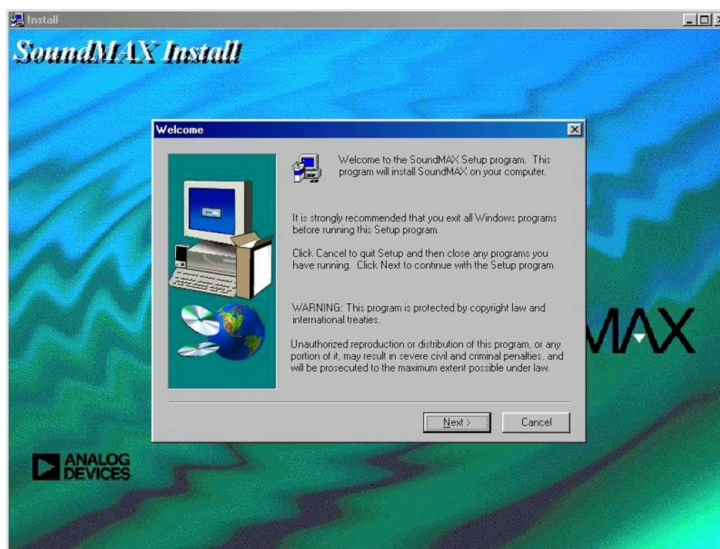 Install
SoundMAX Install
Welcome
Welcome to the SoundMAX Setup program. This
program will install SoundMAX on your computer.
It is strongly recommended that you exit all Windows programs
before running this Setup program.
Click Cancel to quit Setup and then close any programs you
have running. Click Next to continue with the Setup program.
WARNING: This program is protected by copyright law and
international treaties.
Unauthorized reproduction or distribution of this program, or any
portion of it, may result in severe civil and criminal penalties, and
will be prosecuted to the maximum extent possible under law.
MAX
Next >
Cancel
ANALOG
DEVICES